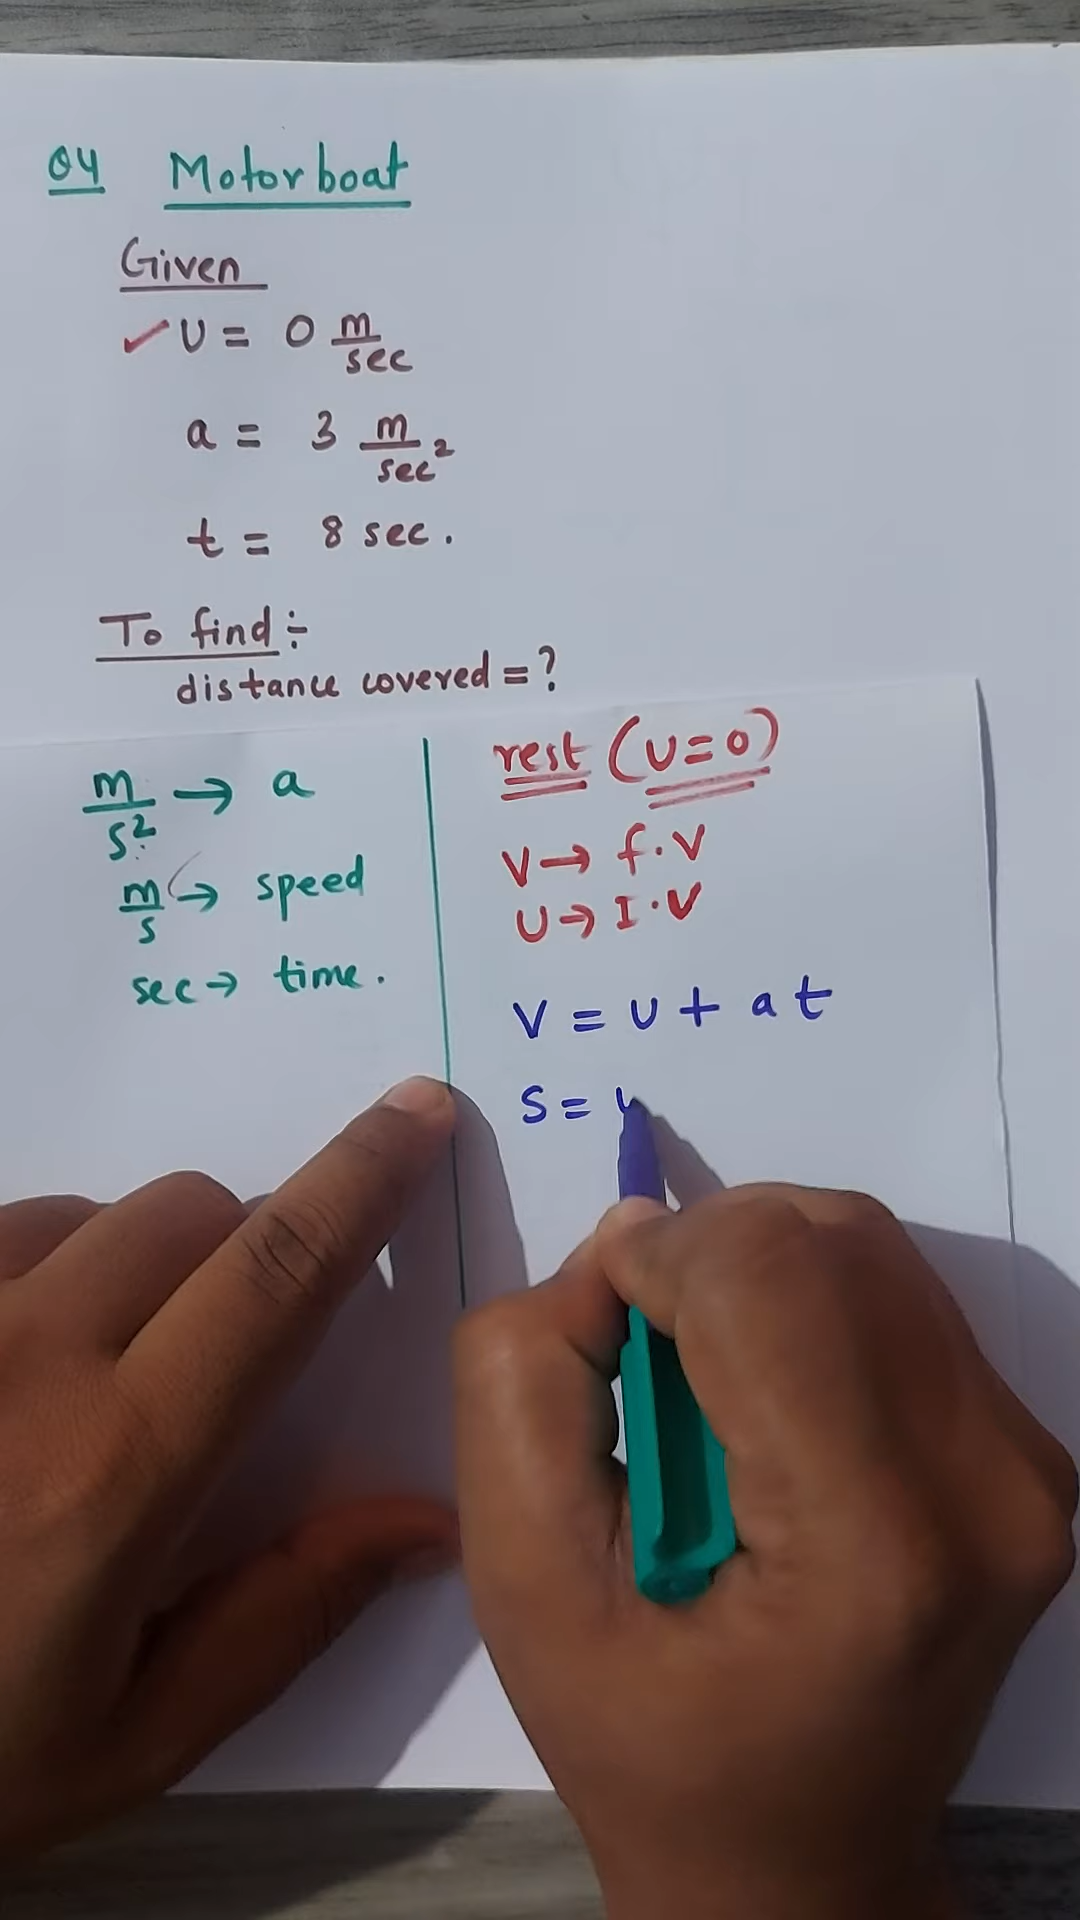 Q4 Motorboat
Given
✓ U = 0 m/sec
a = 3 m/sec²
t = 8 sec.
To find ÷
distance covered = ?
m/s² → a
m/s → speed
sec → time.
rest (U=0)
V → f.V
U → I.V
V = U + at
S = u